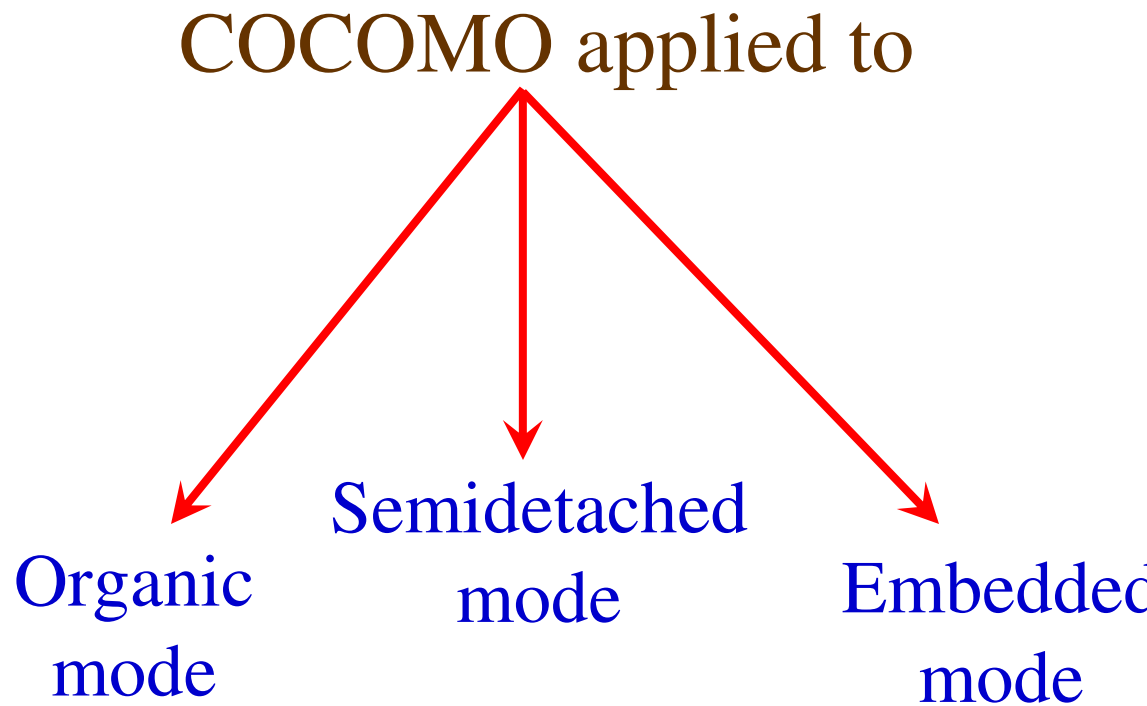 COCOMO applied to
Organic
mode
Semidetached
mode
Embedded
mode